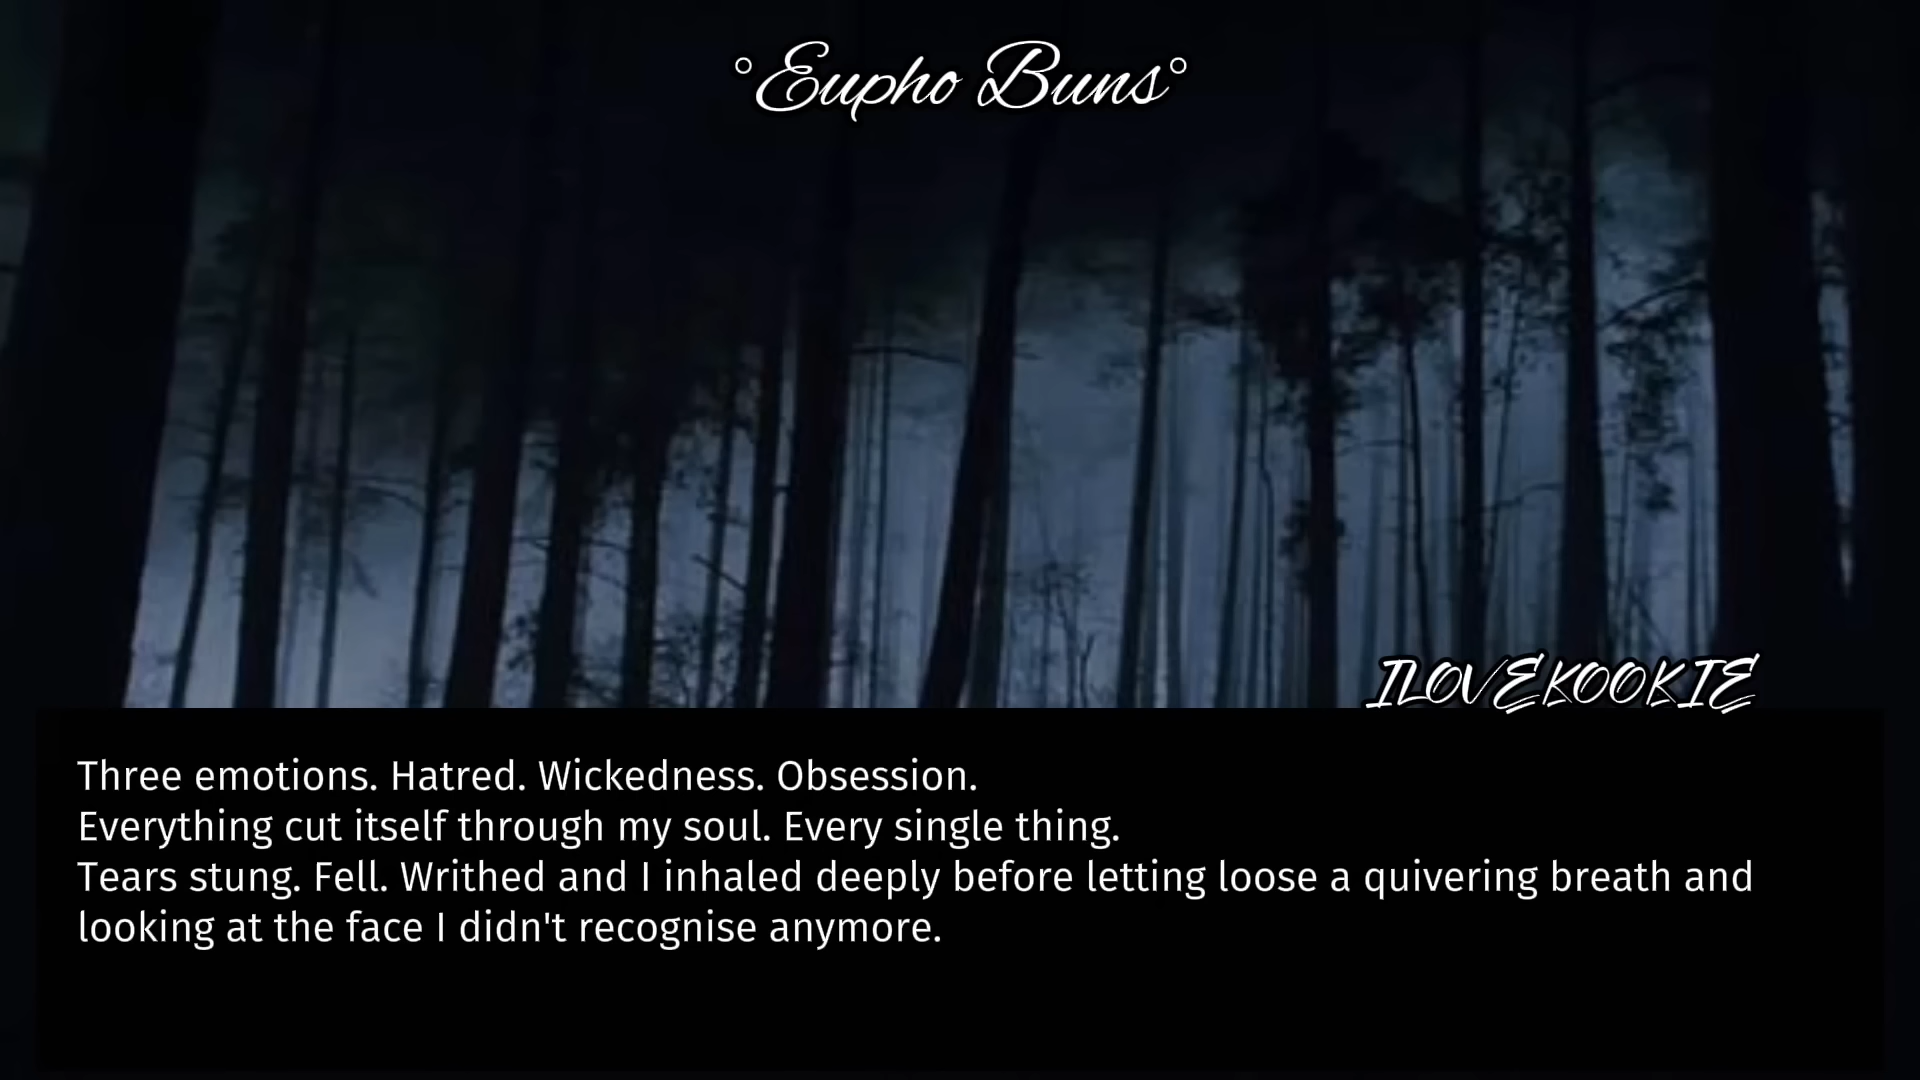 °Eupho Buns°
ILOVEKOOKIE
Three emotions. Hatred. Wickedness. Obsession.
Everything cut itself through my soul. Every single thing.
Tears stung. Fell. Writhed and I inhaled deeply before letting loose a quivering breath and
looking at the face I didn't recognise anymore.